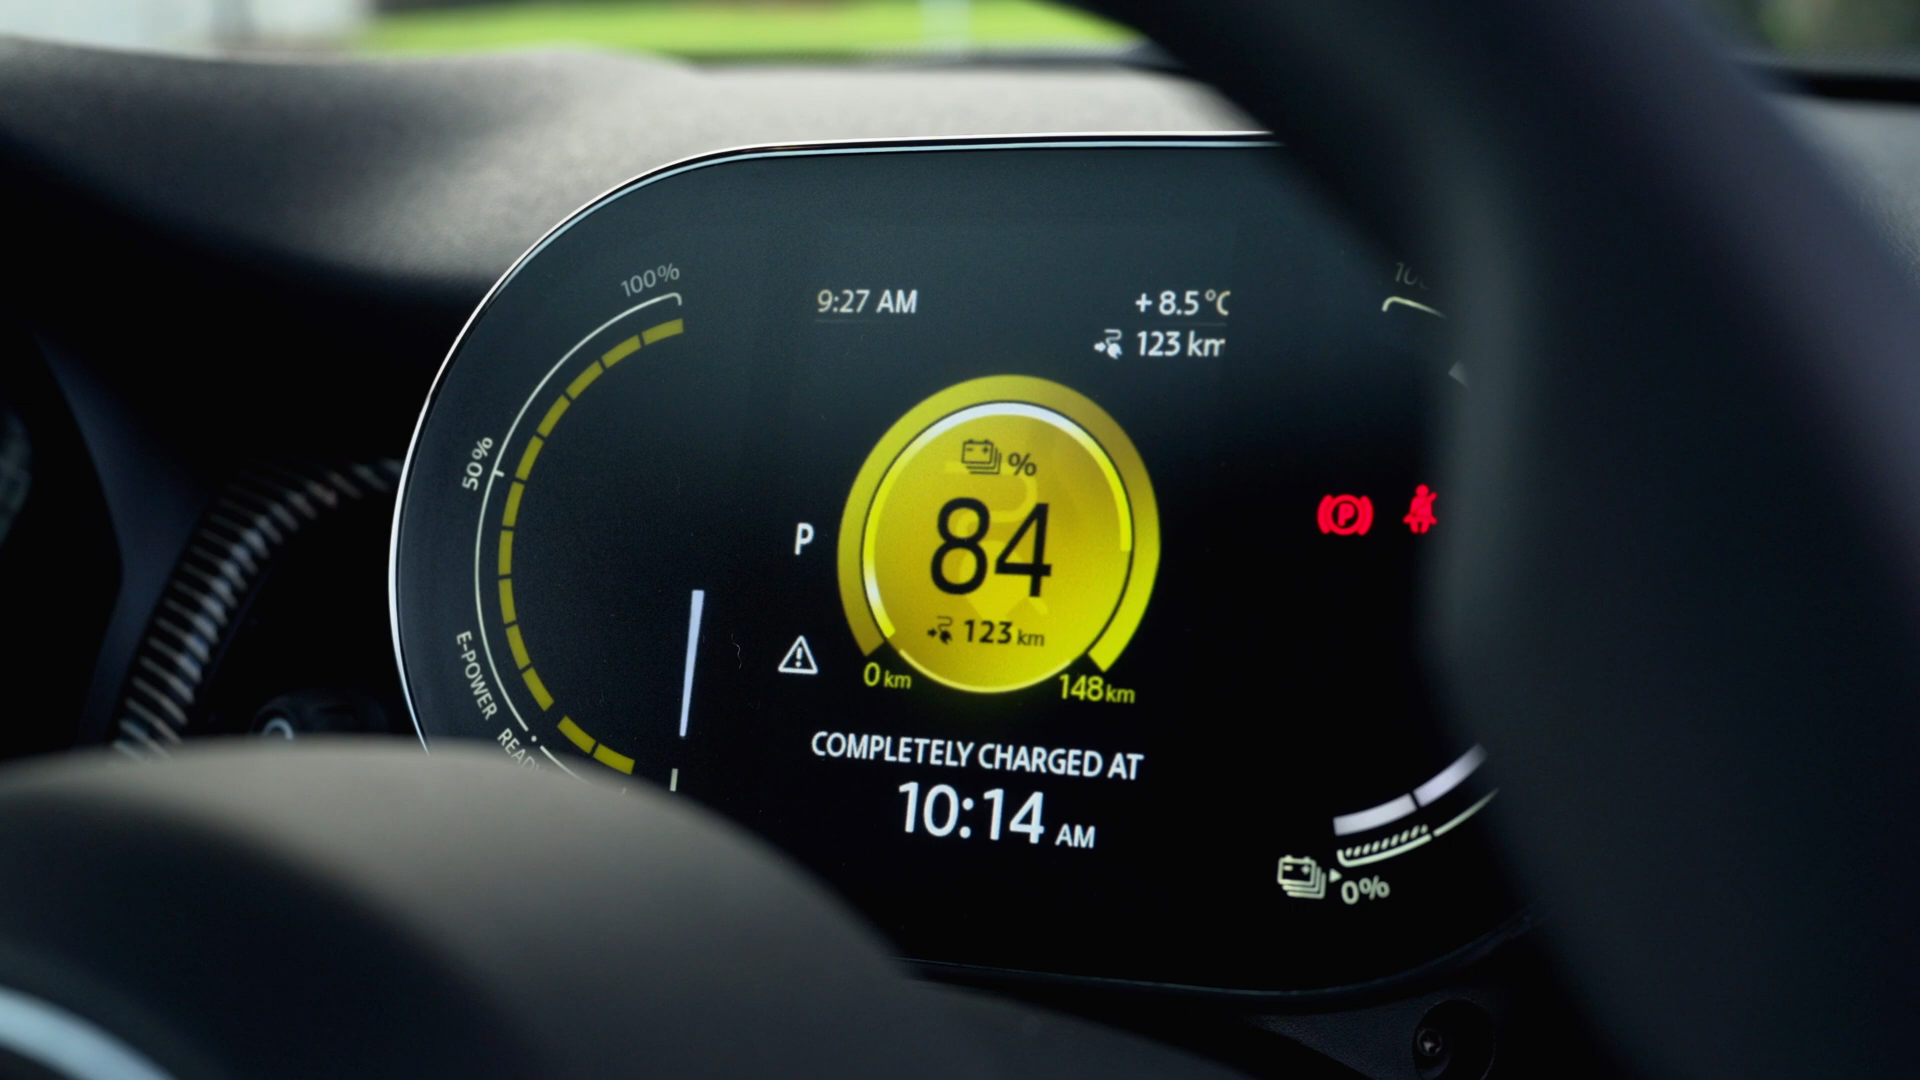 100%
9:27 AM
+ 8.5 °C
123 km
50%
%
84
P
123 km
0 km
148 km
E-POWER
READY
COMPLETELY CHARGED AT
10:14 AM
0%